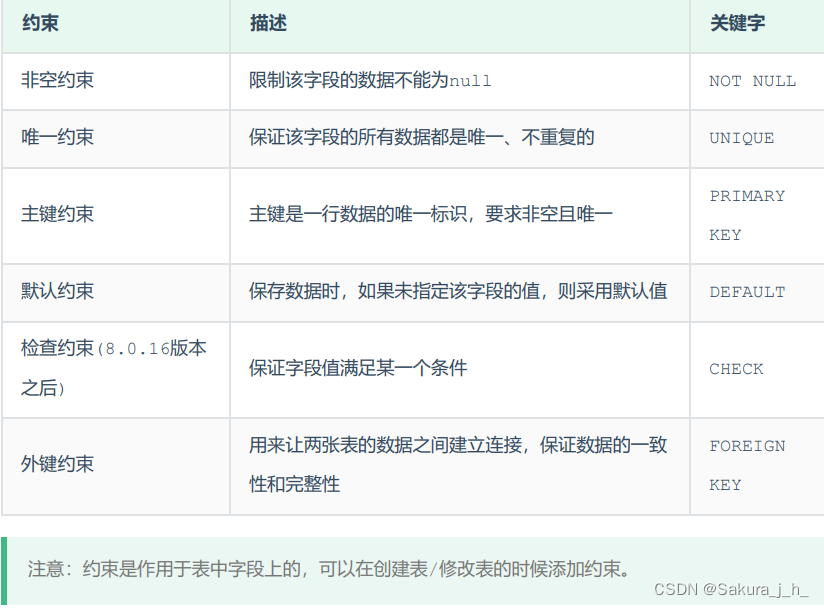 约束 描述 关键字
非空约束 限制该字段的数据不能为null NOT NULL
唯一约束 保证该字段的所有数据都是唯一、不重复的 UNIQUE
主键约束 主键是一行数据的唯一标识，要求非空且唯一 PRIMARY
KEY
默认约束 保存数据时，如果未指定该字段的值，则采用默认值 DEFAULT
检查约束(8.0.16版本
之后) 保证字段值满足某一个条件 CHECK
外键约束 用来让两张表的数据之间建立连接，保证数据的一致
性和完整性 FOREIGN
KEY
注意：约束是作用于表中字段上的，可以在创建表/修改表的时候添加约束。
CSDN @Sakura_j_h_